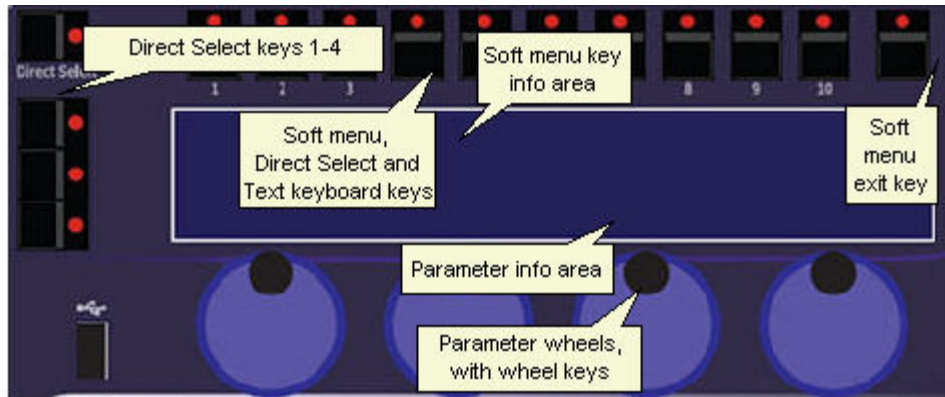 Direct Select keys 1-4
Direct Sele
Soft menu key
info area
1
2
3
8
9
10
Soft menu,
Direct Select and
Text keyboard keys
Soft
menu
exit key
Parameter info area
Parameter wheels,
with wheel keys